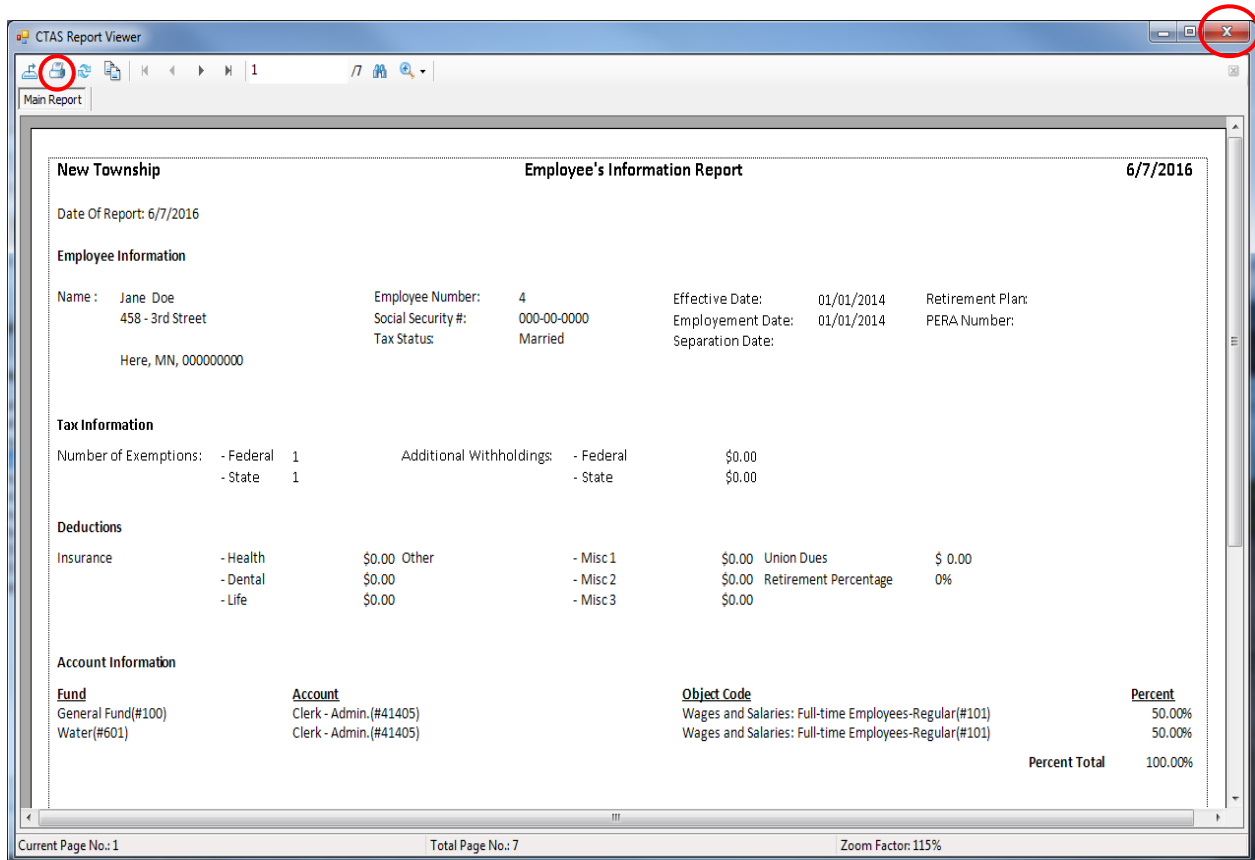 CTAS Report Viewer
1 /7
Main Report
New Township Employee's Information Report 6/7/2016
Date Of Report: 6/7/2016
Employee Information
Name : Jane Doe Employee Number: 4 Effective Date: 01/01/2014 Retirement Plan:
458 - 3rd Street Social Security #: 000-00-0000 Employement Date: 01/01/2014 PERA Number:
Tax Status: Married Separation Date:
Here, MN, 000000000
Tax Information
Number of Exemptions: - Federal 1 Additional Withholdings: - Federal $0.00
- State 1 - State $0.00
Deductions
Insurance - Health $0.00 Other - Misc 1 $0.00 Union Dues $ 0.00
- Dental $0.00 - Misc 2 $0.00 Retirement Percentage 0%
- Life $0.00 - Misc 3 $0.00
Account Information
Fund Account Object Code Percent
General Fund(#100) Clerk - Admin.(#41405) Wages and Salaries: Full-time Employees-Regular(#101) 50.00%
Water(#601) Clerk - Admin.(#41405) Wages and Salaries: Full-time Employees-Regular(#101) 50.00%
Percent Total 100.00%
Current Page No.: 1 Total Page No.: 7 Zoom Factor: 115%